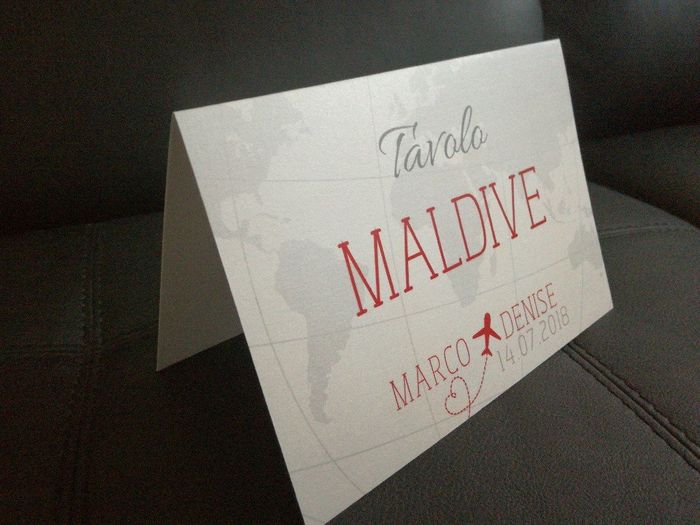 Tavolo
MALDIVE
MARCO DENISE
14.07.2018